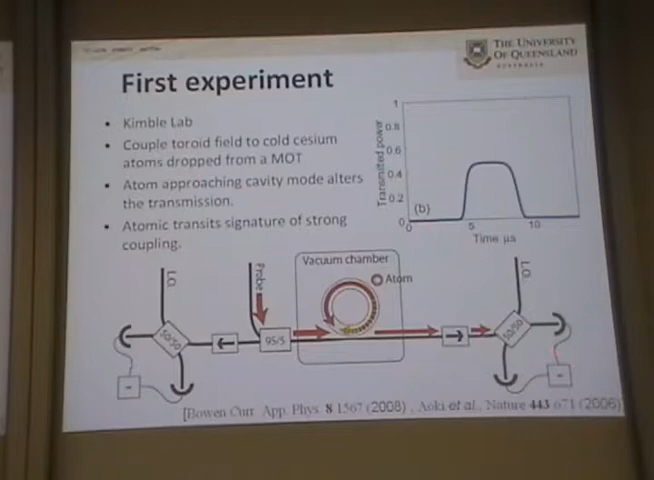 THE UNIVERSITY
OF QUEENSLAND
AUSTRALIA
First experiment
• Kimble Lab
• Couple toroid field to cold cesium
atoms dropped from a MOT
• Atom approaching cavity mode alters
the transmission.
• Atomic transits signature of strong
coupling.
Transmitted power
1
0.8
0.6
0.4
0.2
0
(b)
0
5
10
Time µs
LO
Probe
Vacuum chamber
Atom
LO
50/50
95/5
50/50
-
-
[Bowen Curr. App. Phys. 8 1567 (2008) , Aoki et al., Nature 443 671 (2006)